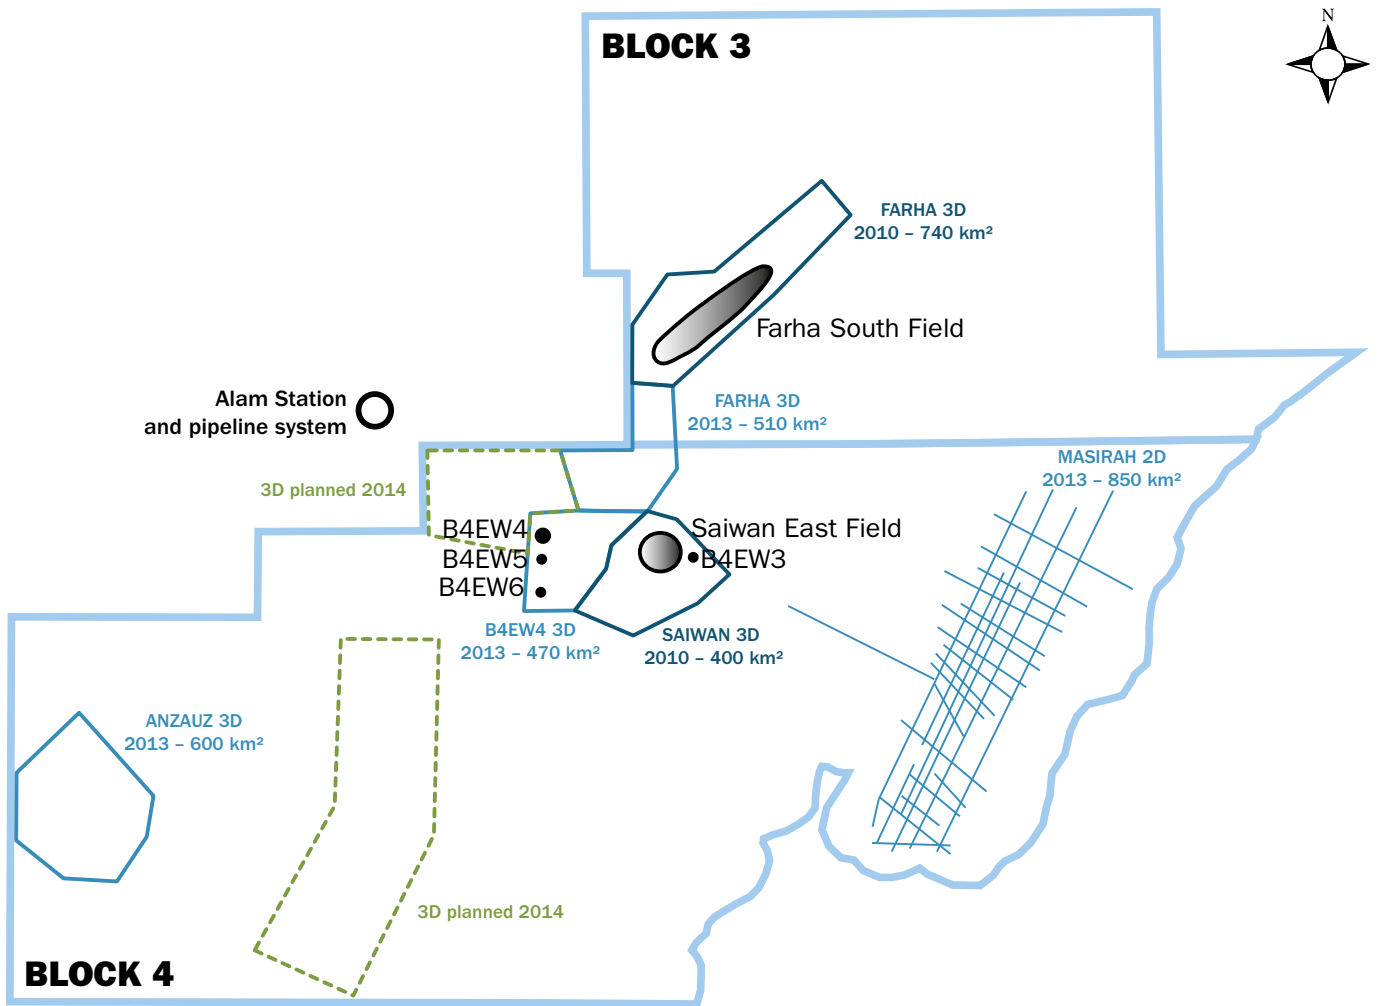 N
BLOCK 3
FARHA 3D
2010 – 740 km²
Farha South Field
Alam Station
and pipeline system
FARHA 3D
2013 – 510 km²
MASIRAH 2D
2013 – 850 km²
3D planned 2014
B4EW4
Saiwan East Field
B4EW5
B4EW3
B4EW6
B4EW4 3D
2013 – 470 km²
SAIWAN 3D
2010 – 400 km²
ANZAUZ 3D
2013 – 600 km²
3D planned 2014
BLOCK 4